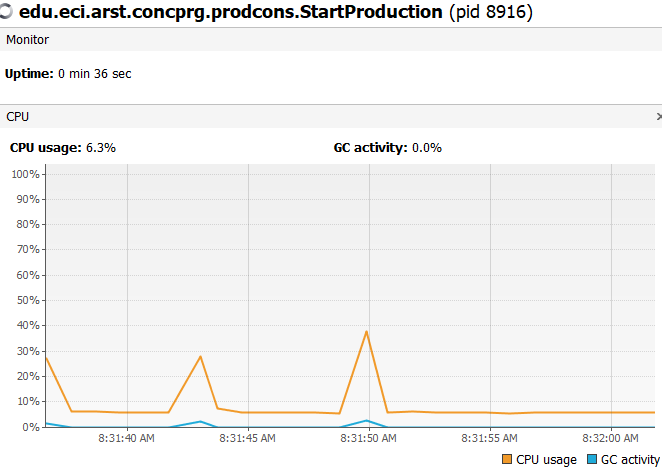 edu.eci.arst.concprg.prodcons.StartProduction (pid 8916)
Monitor
Uptime: 0 min 36 sec
CPU
CPU usage: 6.3% GC activity: 0.0%
100%
90%
80%
70%
60%
50%
40%
30%
20%
10%
0%
8:31:40 AM 8:31:45 AM 8:31:50 AM 8:31:55 AM 8:32:00 AM
CPU usage GC activity